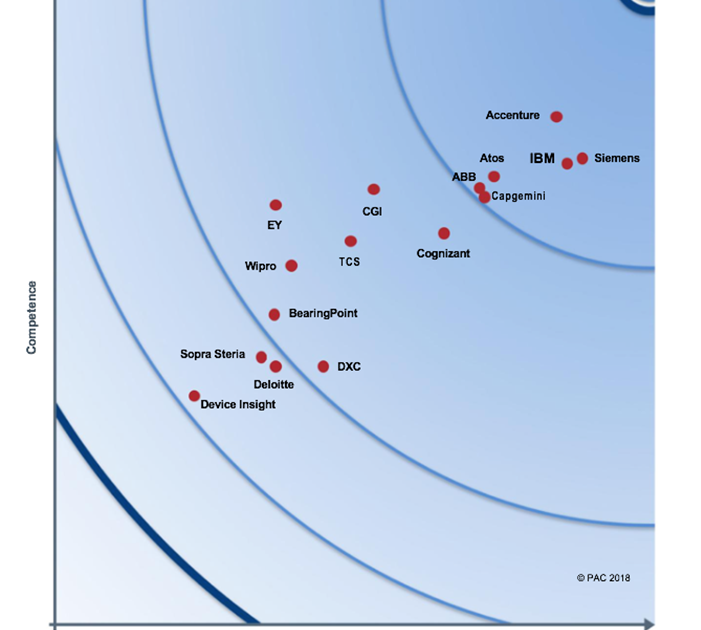 Accenture
Atos
IBM
Siemens
ABB
Capgemini
CGI
EY
Cognizant
TCS
Wipro
BearingPoint
Sopra Steria
DXC
Deloitte
Device Insight
Competence
© PAC 2018